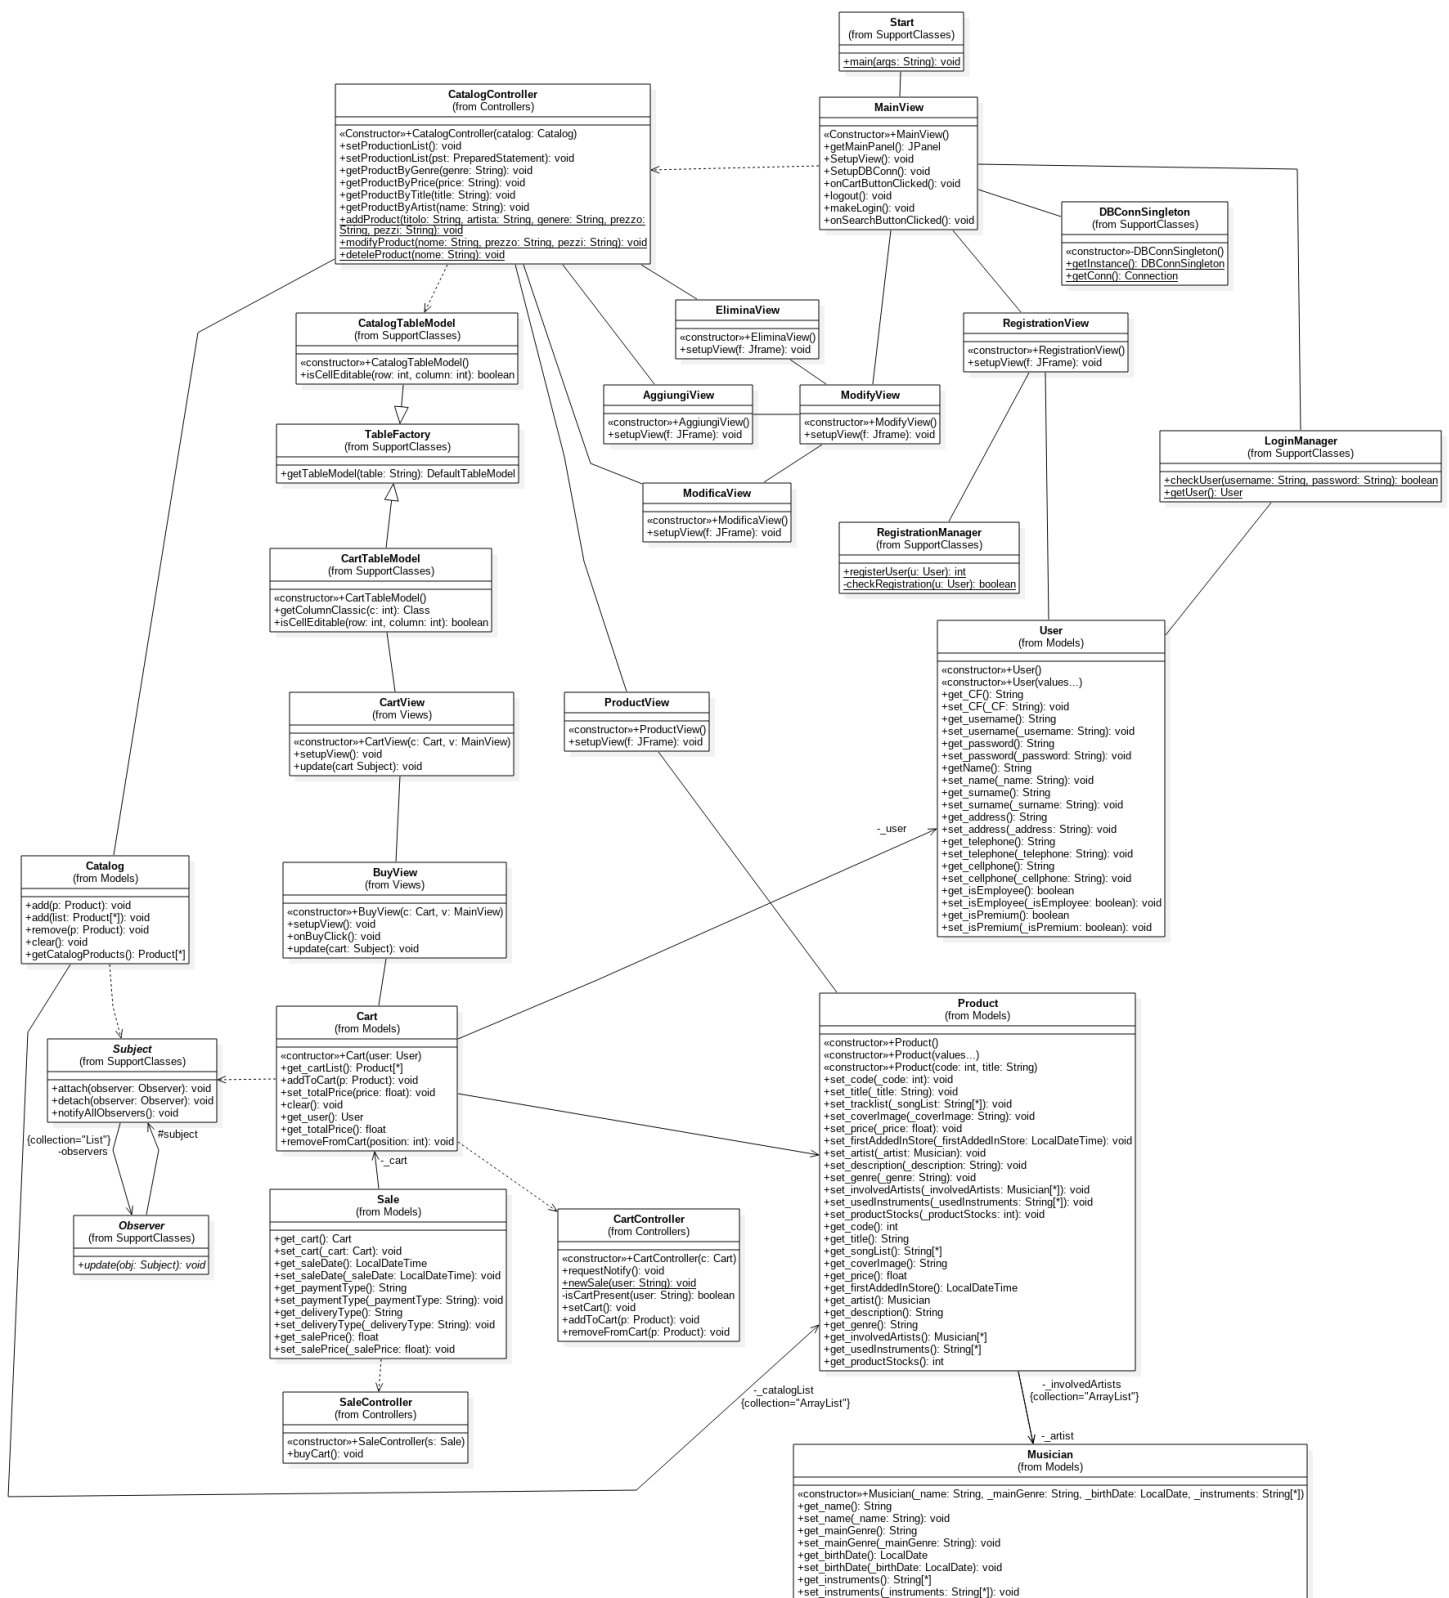 Start
(from SupportClasses)
+main(args: String): void
CatalogController
(from Controllers)
«Constructor»+CatalogController(catalog: Catalog)
+setProductionList(): void
+setProductionList(pst: PreparedStatement): void
+getProductByGenre(genre: String): void
+getProductByPrice(price: String): void
+getProductByTitle(title: String): void
+getProductByArtist(name: String): void
+addProduct(titolo: String, artista: String, genere: String, prezzo:
String, pezzi: String): void
+modifyProduct(nome: String, prezzo: String, pezzi: String): void
+deteleProduct(nome: String): void
MainView
«Constructor»+MainView()
+getMainPanel(): JPanel
+SetupView(): void
+SetupDBConn(): void
+onCartButtonClicked(): void
+logout(): void
+makeLogin(): void
+onSearchButtonClicked(): void
DBConnSingleton
(from SupportClasses)
«constructor»-DBConnSingleton()
+getInstance(): DBConnSingleton
+getConn(): Connection
EliminaView
«constructor»+EliminaView()
+setupView(f: Jframe): void
CatalogTableModel
(from SupportClasses)
«constructor»+CatalogTableModel()
+isCellEditable(row: int, column: int): boolean
RegistrationView
«constructor»+RegistrationView()
+setupView(f: JFrame): void
AggiungiView
«constructor»+AggiungiView()
+setupView(f: JFrame): void
ModifyView
«constructor»+ModifyView()
+setupView(f: Jframe): void
TableFactory
(from SupportClasses)
+getTableModel(table: String): DefaultTableModel
LoginManager
(from SupportClasses)
+checkUser(username: String, password: String): boolean
+getUser(): User
ModificaView
«constructor»+ModificaView()
+setupView(f: JFrame): void
RegistrationManager
(from SupportClasses)
+registerUser(u: User): int
-checkRegistration(u: User): boolean
CartTableModel
(from SupportClasses)
«constructor»+CartTableModel()
+getColumnClassic(c: int): Class
+isCellEditable(row: int, column: int): boolean
User
(from Models)
«constructor»+User()
«constructor»+User(values...)
+get_CF(): String
+set_CF(_CF: String): void
+get_username(): String
+set_username(_username: String): void
+get_password(): String
+set_password(_password: String): void
+getName(): String
+set_name(_name: String): void
+get_surname(): String
+set_surname(_surname: String): void
+get_address(): String
+set_address(_address: String): void
+get_telephone(): String
+set_telephone(_telephone: String): void
+get_cellphone(): String
+set_cellphone(_cellphone: String): void
+get_isEmployee(): boolean
+set_isEmployee(_isEmployee: boolean): void
+get_isPremium(): boolean
+set_isPremium(_isPremium: boolean): void
CartView
(from Views)
«constructor»+CartView(c: Cart, v: MainView)
+setupView(): void
+update(cart Subject): void
ProductView
«constructor»+ProductView()
+setupView(f: JFrame): void
-_user
Catalog
(from Models)
+add(p: Product): void
+add(list: Product[*]): void
+remove(p: Product): void
+clear(): void
+getCatalogProducts(): Product[*]
BuyView
(from Views)
«constructor»+BuyView(c: Cart, v: MainView)
+setupView(): void
+onBuyClick(): void
+update(cart: Subject): void
Cart
(from Models)
«contructor»+Cart(user: User)
+get_cartList(): Product[*]
+addToCart(p: Product): void
+set_totalPrice(price: float): void
+clear(): void
+get_user(): User
+get_totalPrice(): float
+removeFromCart(position: int): void
Product
(from Models)
«constructor»+Product()
«constructor»+Product(values...)
«constructor»+Product(code: int, title: String)
+set_code(_code: int): void
+set_title(_title: String): void
+set_tracklist(_songList: String[*]): void
+set_coverImage(_coverImage: String): void
+set_price(_price: float): void
+set_firstAddedInStore(_firstAddedInStore: LocalDateTime): void
+set_artist(_artist: Musician): void
+set_description(_description: String): void
+set_genre(_genre: String): void
+set_involvedArtists(_involvedArtists: Musician[*]): void
+set_usedInstruments(_usedInstruments: String[*]): void
+set_productStocks(_productStocks: int): void
+get_code(): int
+get_title(): String
+get_songList(): String[*]
+get_coverImage(): String
+get_price(): float
+get_firstAddedInStore(): LocalDateTime
+get_artist(): Musician
+get_description(): String
+get_genre(): String
+get_involvedArtists(): Musician[*]
+get_usedInstruments(): String[*]
+get_productStocks(): int
Subject
(from SupportClasses)
+attach(observer: Observer): void
+detach(observer: Observer): void
+notifyAllObservers(): void
{collection="List"}
-observers
#subject
-_cart
Observer
(from SupportClasses)
+update(obj: Subject): void
Sale
(from Models)
+get_cart(): Cart
+set_cart(_cart: Cart): void
+get_saleDate(): LocalDateTime
+set_saleDate(_saleDate: LocalDateTime): void
+get_paymentType(): String
+set_paymentType(_paymentType: String): void
+get_deliveryType(): String
+set_deliveryType(_deliveryType: String): void
+get_salePrice(): float
+set_salePrice(_salePrice: float): void
CartController
(from Controllers)
«constructor»+CartController(c: Cart)
+requestNotify(): void
+newSale(user: String): void
-isCartPresent(user: String): boolean
+setCart(): void
+addToCart(p: Product): void
+removeFromCart(p: Product): void
SaleController
(from Controllers)
«constructor»+SaleController(s: Sale)
+buyCart(): void
-_catalogList
{collection="ArrayList"}
-_involvedArtists
{collection="ArrayList"}
-_artist
Musician
(from Models)
«constructor»+Musician(_name: String, _mainGenre: String, _birthDate: LocalDate, _instruments: String[*])
+get_name(): String
+set_name(_name: String): void
+get_mainGenre(): String
+set_mainGenre(_mainGenre: String): void
+get_birthDate(): LocalDate
+set_birthDate(_birthDate: LocalDate): void
+get_instruments(): String[*]
+set_instruments(_instruments: String[*]): void